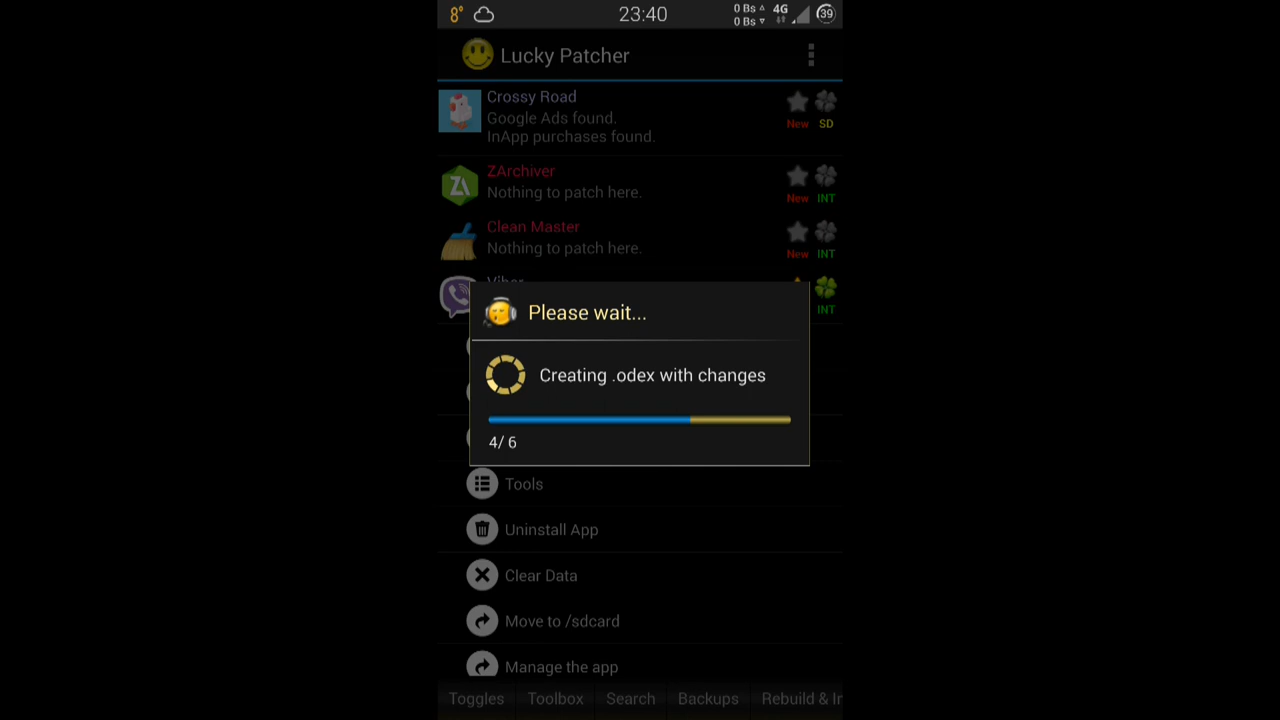 8°
23:40
0 Bs
0 Bs
4G
39
Lucky Patcher
Crossy Road
Google Ads found.
InApp purchases found.
New
SD
ZArchiver
Nothing to patch here.
New
INT
Clean Master
Nothing to patch here.
New
INT
Viber
INT
Please wait...
Creating .odex with changes
4/ 6
Tools
Uninstall App
Clear Data
Move to /sdcard
Manage the app
Toggles
Toolbox
Search
Backups
Rebuild & In